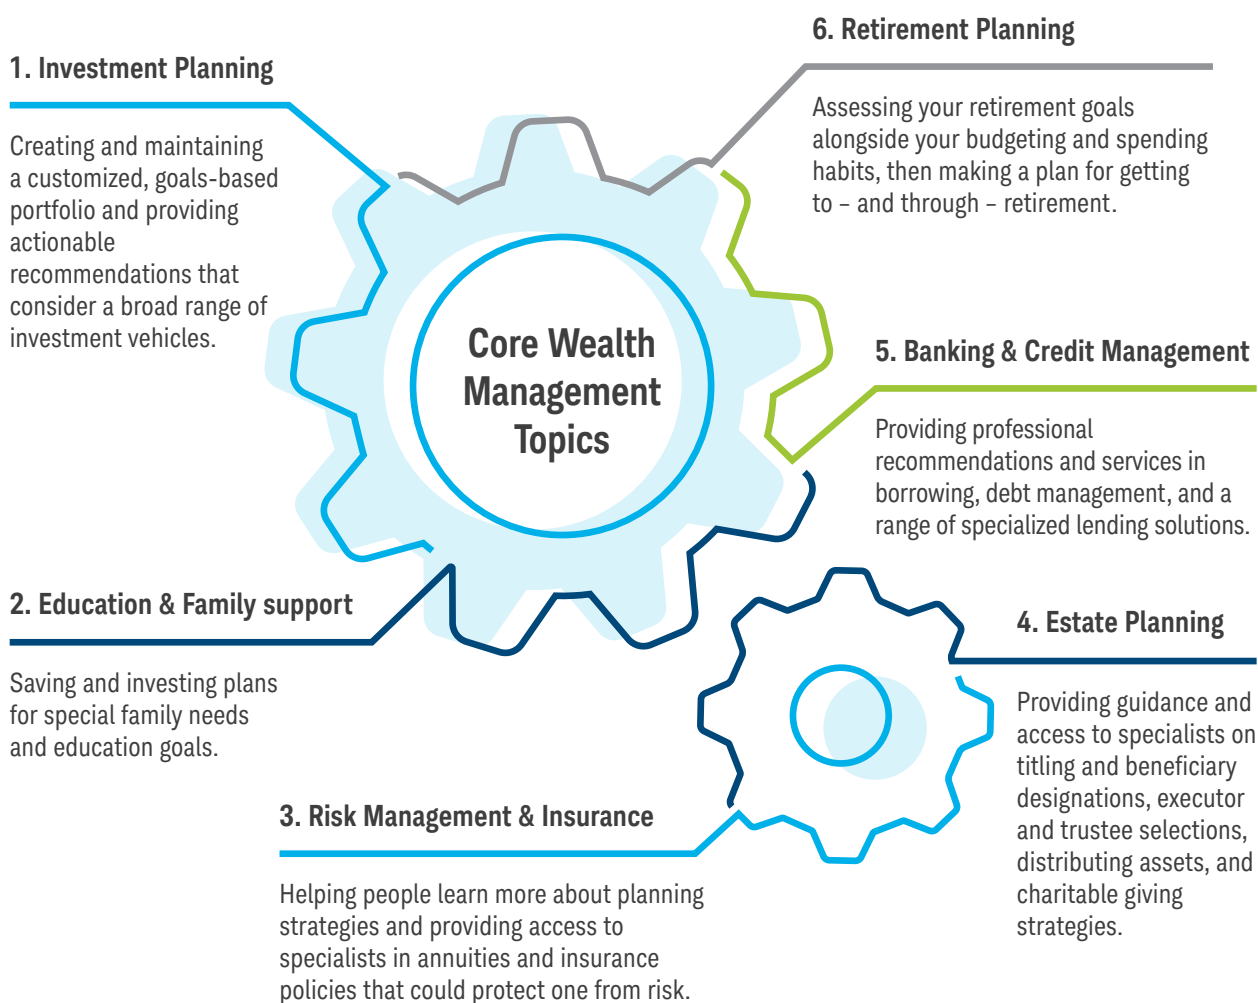 1. Investment Planning
Creating and maintaining
a customized, goals-based
portfolio and providing
actionable
recommendations that
consider a broad range of
investment vehicles.
Core Wealth
Management
Topics
2. Education & Family support
Saving and investing plans
for special family needs
and education goals.
3. Risk Management & Insurance
Helping people learn more about planning
strategies and providing access to
specialists in annuities and insurance
policies that could protect one from risk.
4. Estate Planning
Providing guidance and
access to specialists on
titling and beneficiary
designations, executor
and trustee selections,
distributing assets, and
charitable giving
strategies.
5. Banking & Credit Management
Providing professional
recommendations and services in
borrowing, debt management, and a
range of specialized lending solutions.
6. Retirement Planning
Assessing your retirement goals
alongside your budgeting and spending
habits, then making a plan for getting
to – and through – retirement.